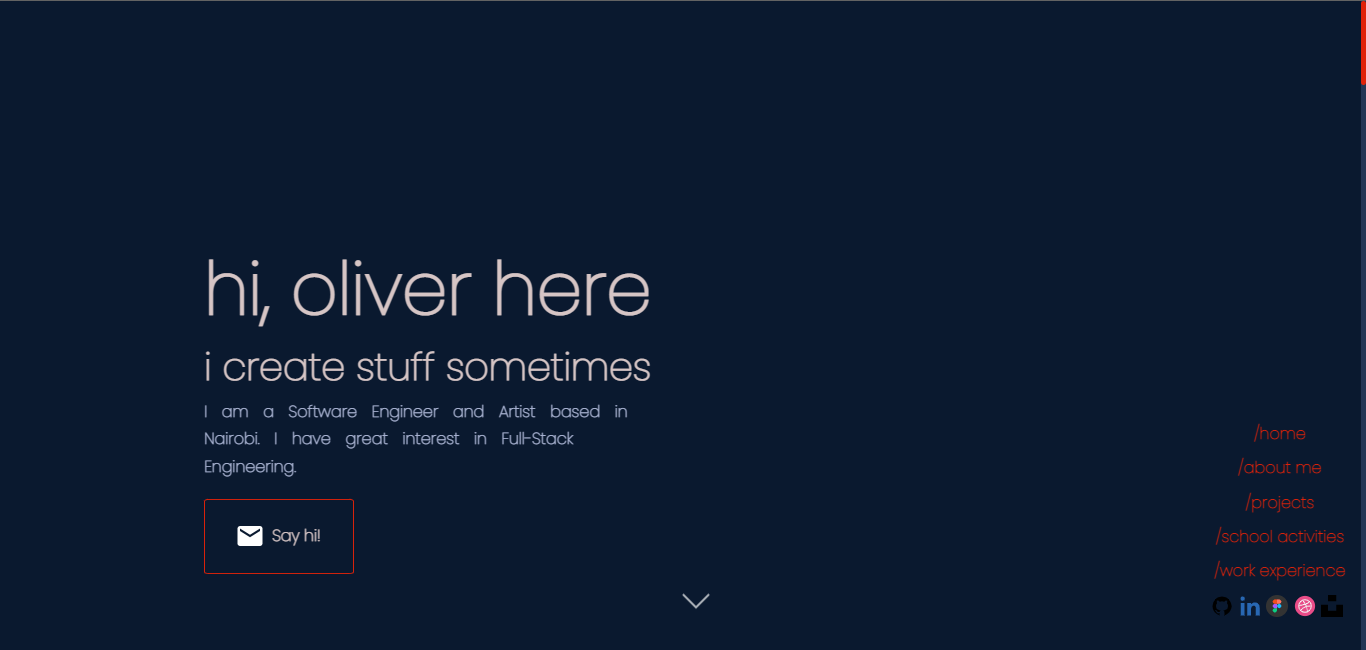 hi, oliver here
i create stuff sometimes
I am a Software Engineer and Artist based in
Nairobi. I have great interest in Full-Stack
Engineering.
Say hi!
/home
/about me
/projects
/school activities
/work experience
in